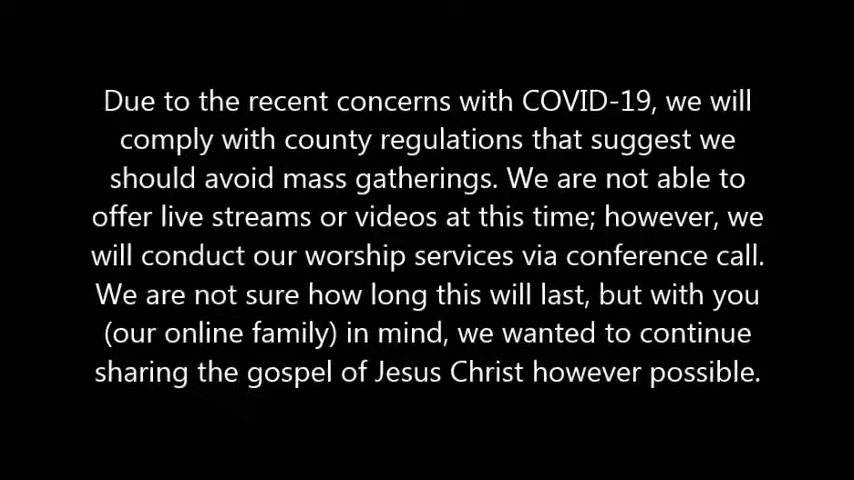 Due to the recent concerns with COVID-19, we will
comply with county regulations that suggest we
should avoid mass gatherings. We are not able to
offer live streams or videos at this time; however, we
will conduct our worship services via conference call.
We are not sure how long this will last, but with you
(our online family) in mind, we wanted to continue
sharing the gospel of Jesus Christ however possible.